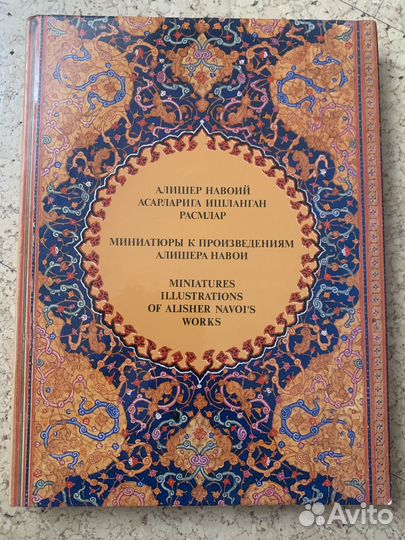 АЛИШЕР НАВОИЙ
АСАРЛАРИГА ИШЛАНГАН
РАСМЛАР
МИНИАТЮРЫ К ПРОИЗВЕДЕНИЯМ
АЛИШЕРА НАВОИ
MINIATURES
ILLUSTRATIONS
OF ALISHER NAVOI'S
WORKS
Avito